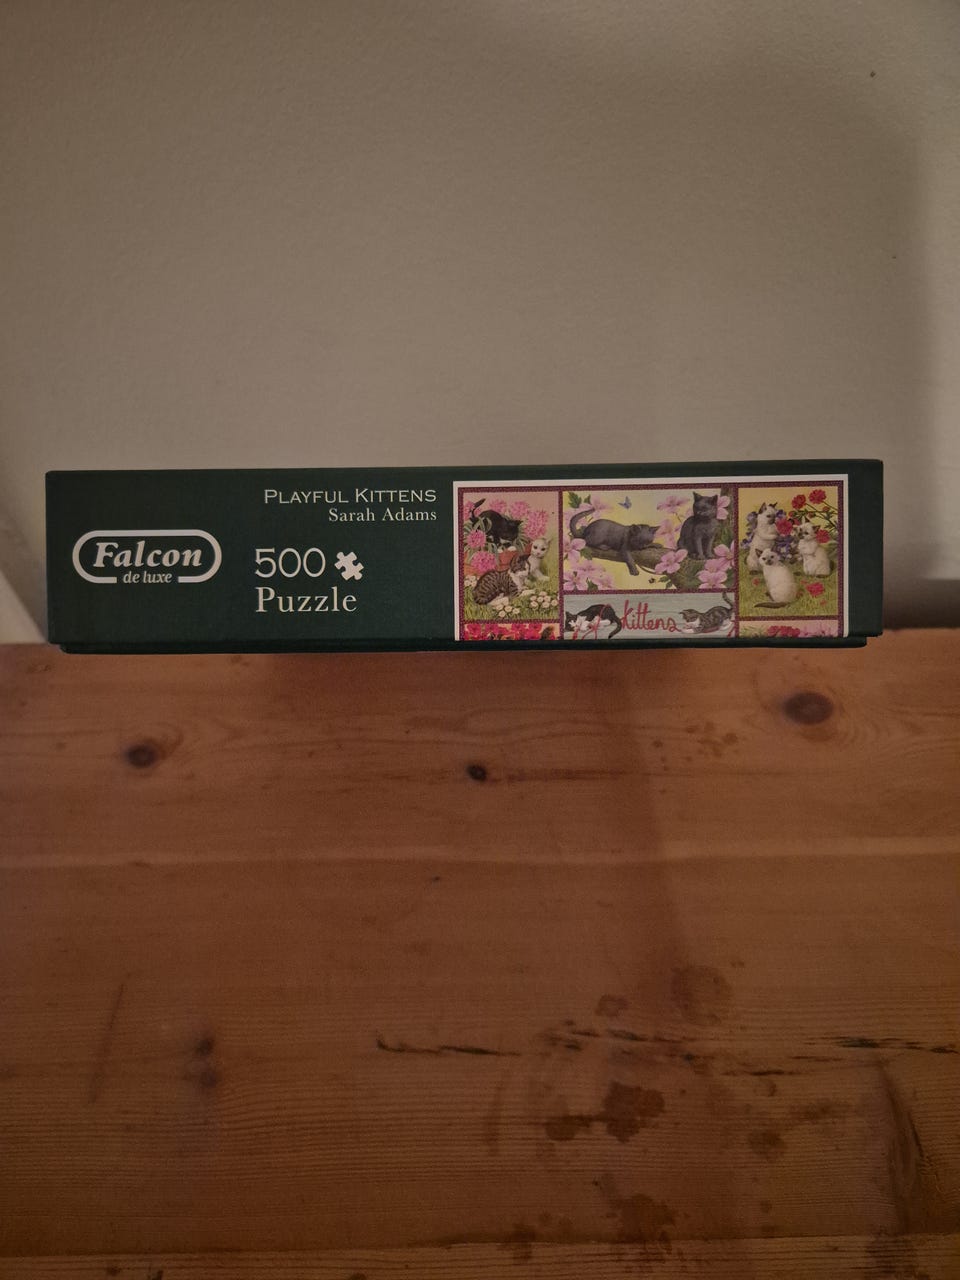 Falcon
de luxe
PLAYFUL KITTENS
Sarah Adams
500
Puzzle
Kittens